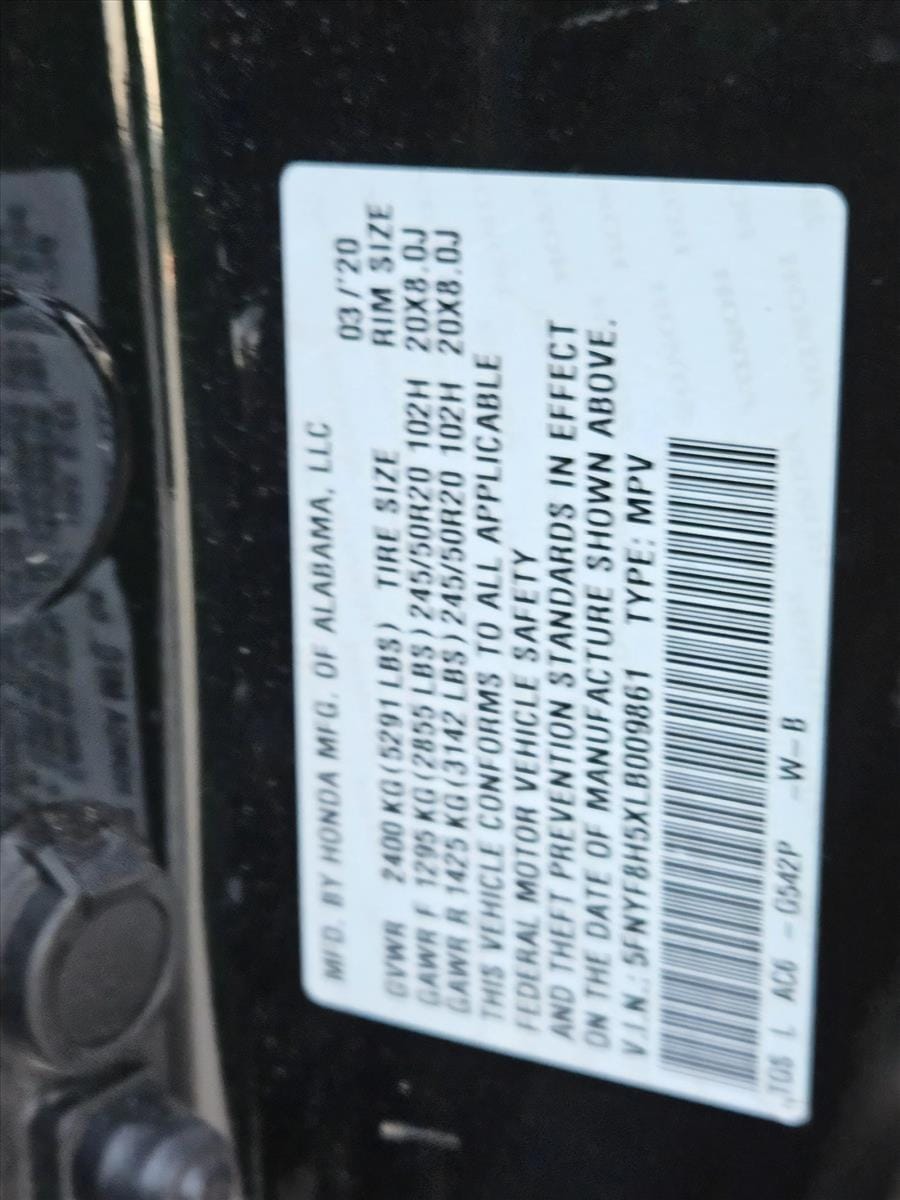 MFD. BY HONDA MFG. OF ALABAMA, LLC 03/'20
GVWR 2400 KG (5291 LBS) TIRE SIZE RIM SIZE
GAWR F 1295 KG (2855 LBS) 245/50R20 102H 20X8.0J
GAWR R 1425 KG (3142 LBS) 245/50R20 102H 20X8.0J
THIS VEHICLE CONFORMS TO ALL APPLICABLE
FEDERAL MOTOR VEHICLE SAFETY
AND THEFT PREVENTION STANDARDS IN EFFECT
ON THE DATE OF MANUFACTURE SHOWN ABOVE.
V.I.N.: 5FNYF8H5XLB009861 TYPE: MPV
TGS L AC6 -G542P -W-B